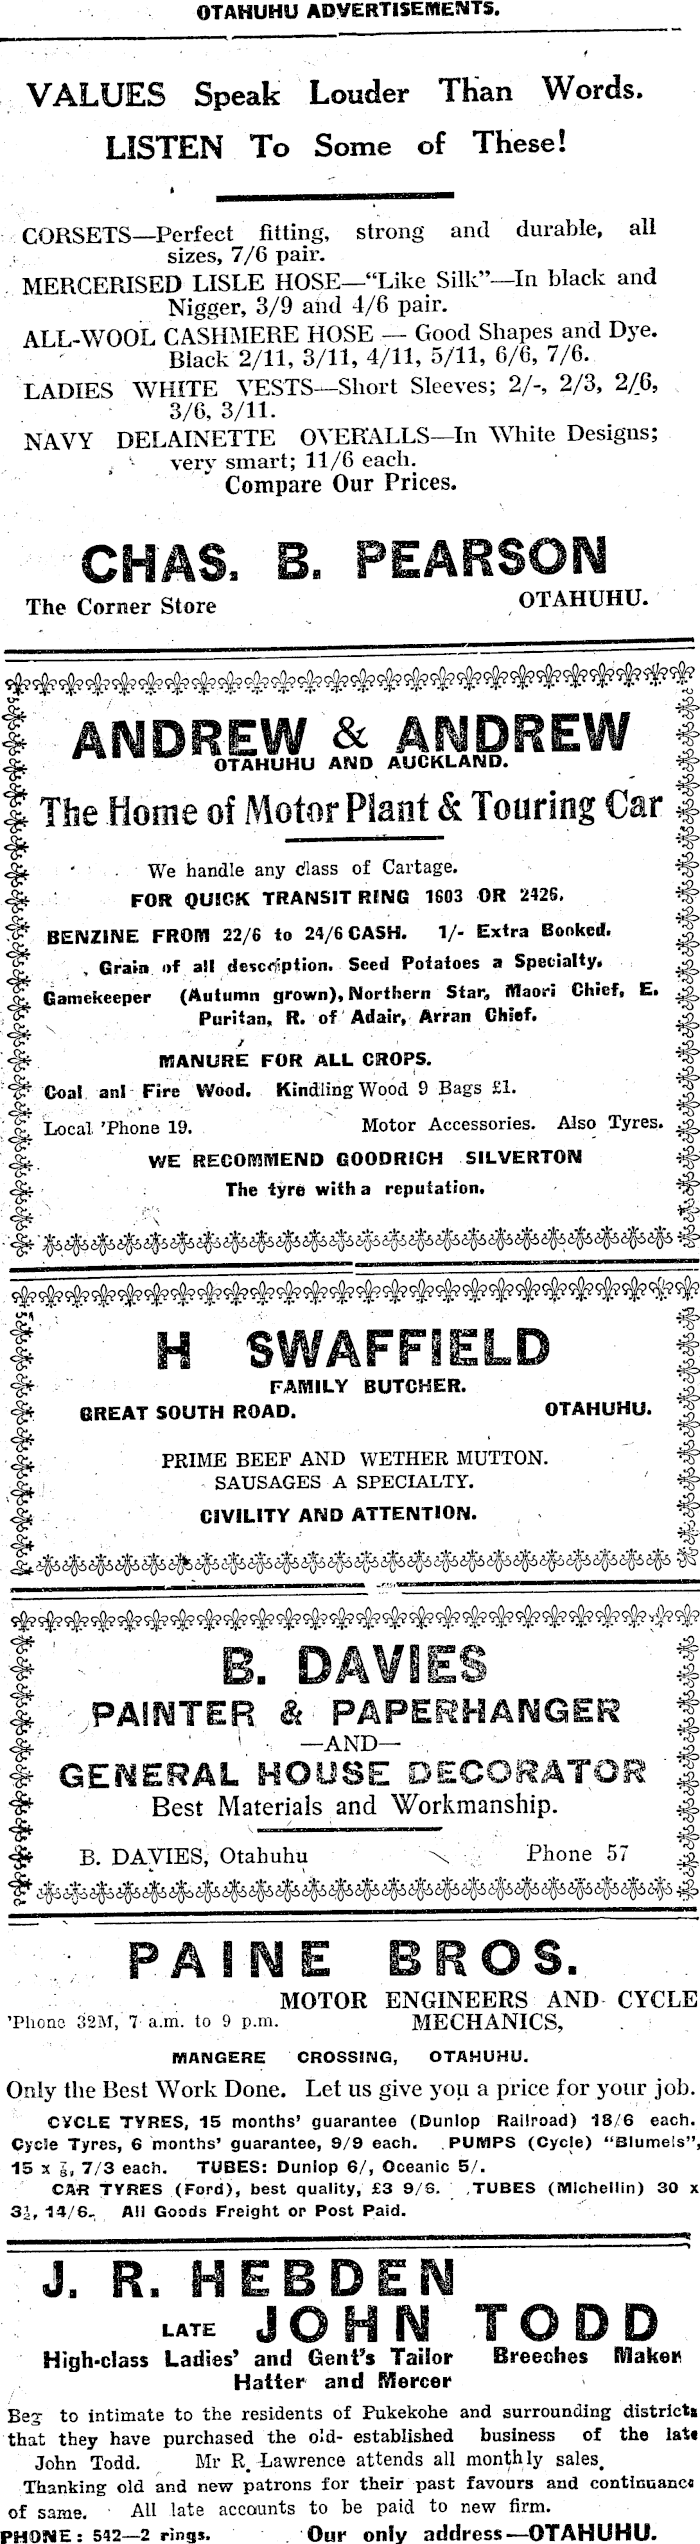 OTAHUHU ADVERTISEMENTS.
VALUES Speak Louder Than Words.
LISTEN To Some of These!
CORSETS—Perfect fitting, strong and durable, all
sizes, 7/6 pair.
MERCERISED LISLE HOSE—“Like Silk”—In black and
Nigger, 3/9 and 4/6 pair.
ALL-WOOL CASHMERE HOSE — Good Shapes and Dye.
Black 2/11, 3/11, 4/11, 5/11, 6/6, 7/6.
LADIES WHITE VESTS—Short Sleeves; 2/-, 2/3, 2/6,
3/6, 3/11.
NAVY DELAINETTE OVERALLS—In White Designs;
very smart; 11/6 each.
Compare Our Prices.
CHAS. B. PEARSON
The Corner Store OTAHUHU.
ANDREW & ANDREW
OTAHUHU AND AUCKLAND.
The Home of Motor Plant & Touring Car
We handle any class of Cartage.
FOR QUICK TRANSIT RING 1603 OR 2426.
BENZINE FROM 22/6 to 24/6 CASH. 1/- Extra Booked.
Grain of all description. Seed Potatoes a Specialty.
Gamekeeper (Autumn grown), Northern Star, Maori Chief, E.
Puritan, R. of Adair, Arran Chief.
MANURE FOR ALL CROPS.
Coal anl Fire Wood. Kindling Wood 9 Bags £1.
Local 'Phone 19. Motor Accessories. Also Tyres.
WE RECOMMEND GOODRICH SILVERTON
The tyre with a reputation.
H SWAFFIELD
FAMILY BUTCHER.
GREAT SOUTH ROAD. OTAHUHU.
PRIME BEEF AND WETHER MUTTON.
SAUSAGES A SPECIALTY.
CIVILITY AND ATTENTION.
B. DAVIES
PAINTER & PAPERHANGER
—AND—
GENERAL HOUSE DECORATOR
Best Materials and Workmanship.
B. DAVIES, Otahuhu Phone 57
PAINE BROS.
MOTOR ENGINEERS AND CYCLE
'Phone 32M, 7 a.m. to 9 p.m. MECHANICS,
MANGERE CROSSING, OTAHUHU.
Only the Best Work Done. Let us give you a price for your job.
CYCLE TYRES, 15 months' guarantee (Dunlop Railroad) 18/6 each.
Cycle Tyres, 6 months' guarantee, 9/9 each. PUMPS (Cycle) “Blumels”,
15 x ⅞, 7/3 each. TUBES: Dunlop 6/, Oceanic 5/.
CAR TYRES (Ford), best quality, £3 9/6. TUBES (Michellin) 30 x
3½, 14/6. All Goods Freight or Post Paid.
J. R. HEBDEN
LATE JOHN TODD
High-class Ladies' and Gent's Tailor Breeches Maker
Hatter and Mercer
Beg to intimate to the residents of Pukekohe and surrounding districts
that they have purchased the old- established business of the late
John Todd. Mr R. Lawrence attends all monthly sales.
Thanking old and new patrons for their past favours and continuance
of same. All late accounts to be paid to new firm.
PHONE: 542—2 rings. Our only address—OTAHUHU.